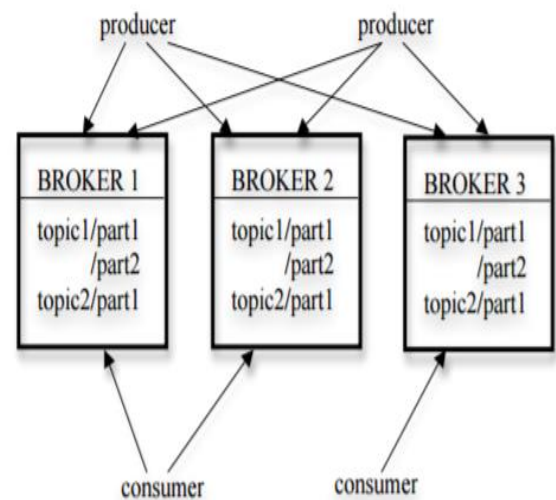 producer producer
BROKER 1
topic1/part1
/part2
topic2/part1
BROKER 2
topic1/part1
/part2
topic2/part1
BROKER 3
topic1/part1
/part2
topic2/part1
consumer consumer